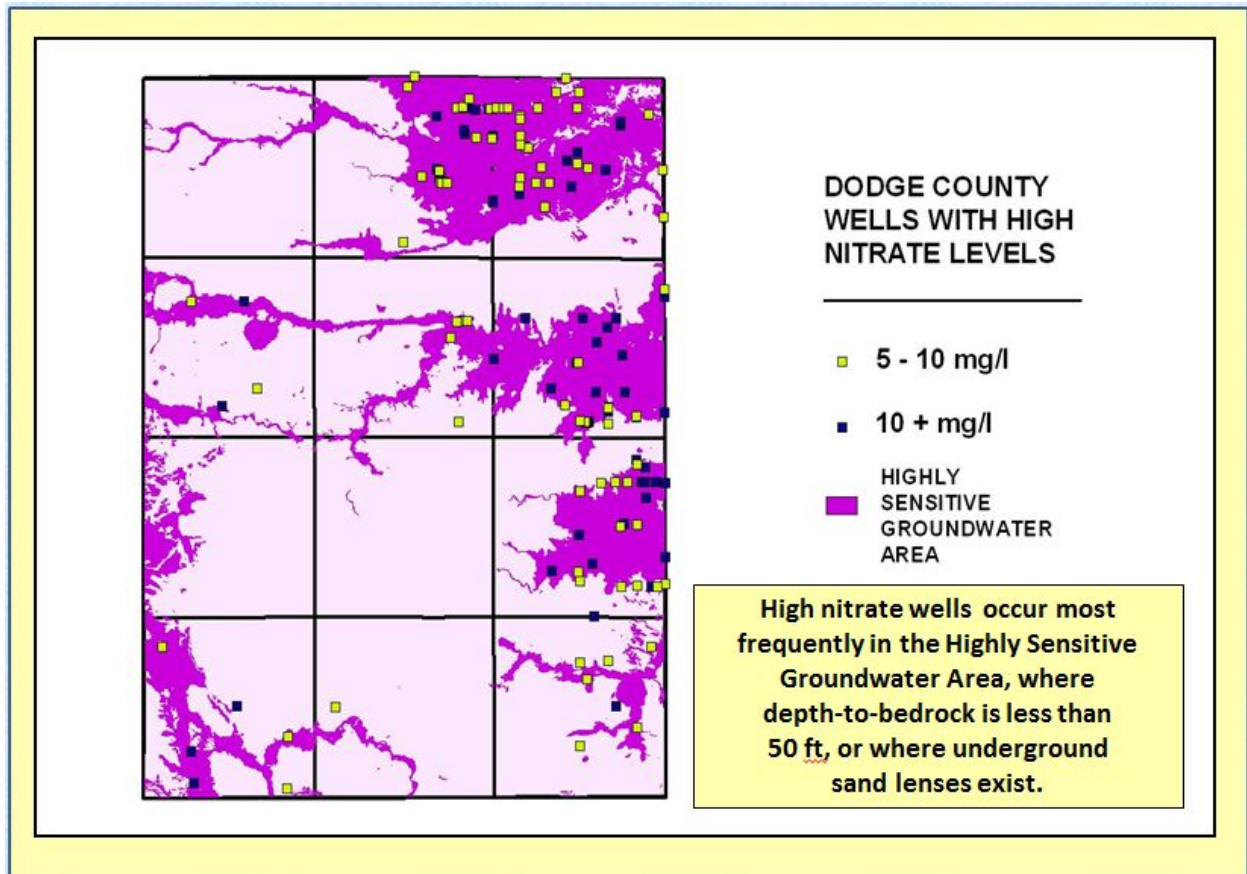 DODGE COUNTY
WELLS WITH HIGH
NITRATE LEVELS
5 - 10 mg/l
10 + mg/l
HIGHLY
SENSITIVE
GROUNDWATER
AREA
High nitrate wells occur most
frequently in the Highly Sensitive
Groundwater Area, where
depth-to-bedrock is less than
50 ft, or where underground
sand lenses exist.